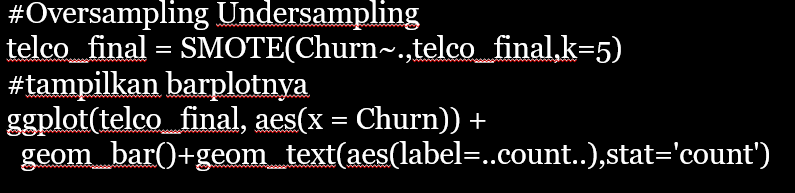 #Oversampling Undersampling
telco_final = SMOTE(Churn~.,telco_final,k=5)
#tampilkan barplotnya
ggplot(telco_final, aes(x = Churn)) +
geom_bar()+geom_text(aes(label=..count..),stat='count')